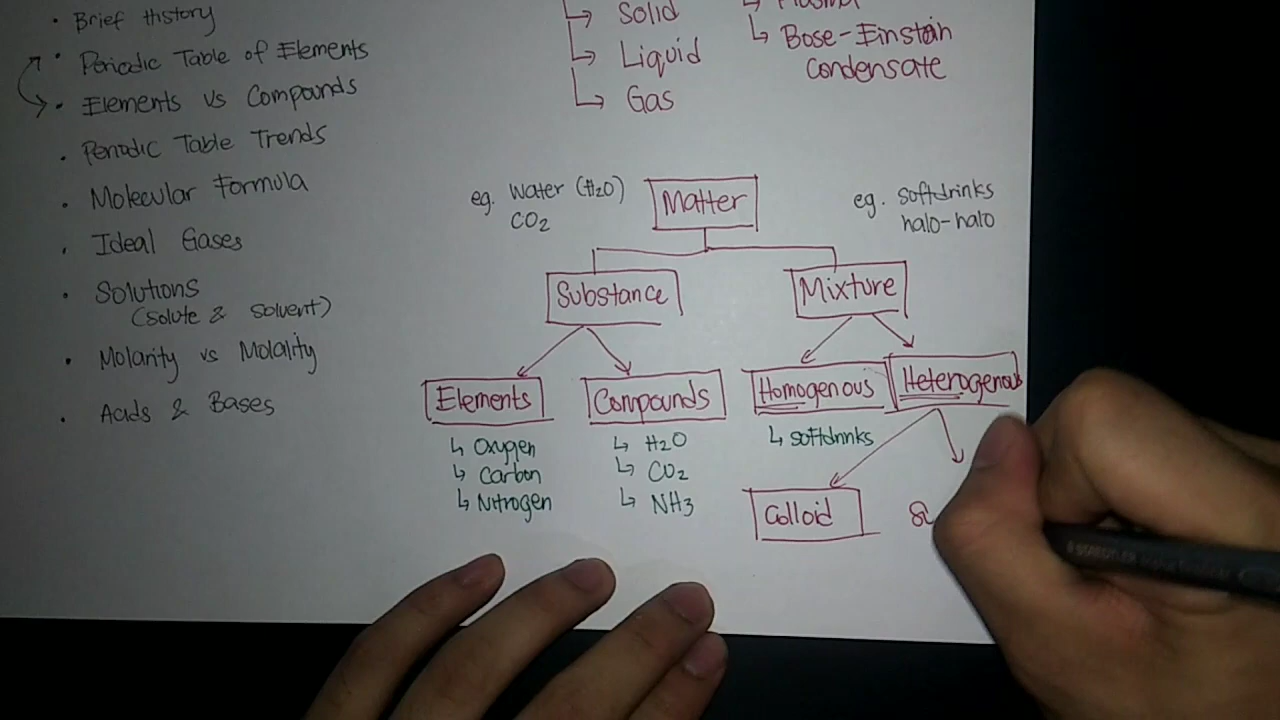 • Brief History
• Periodic Table of Elements
• Elements vs Compounds
• Periodic Table Trends
• Molecular Formula
• Ideal Gases
• Solutions
(solute & solvent)
• Molarity vs Molality
• Acids & Bases
↳ Solid
↳ Liquid
↳ Gas
↳ Bose-Einstein
Condensate
eg. Water (H₂O)
CO₂
Matter
eg. softdrinks
halo-halo
Substance
Mixture
Elements
Compounds
Homogenous
Heterogenous
↳ Oxygen
↳ Carbon
↳ Nitrogen
↳ H₂O
↳ CO₂
↳ NH₃
↳ softdrinks
Colloid